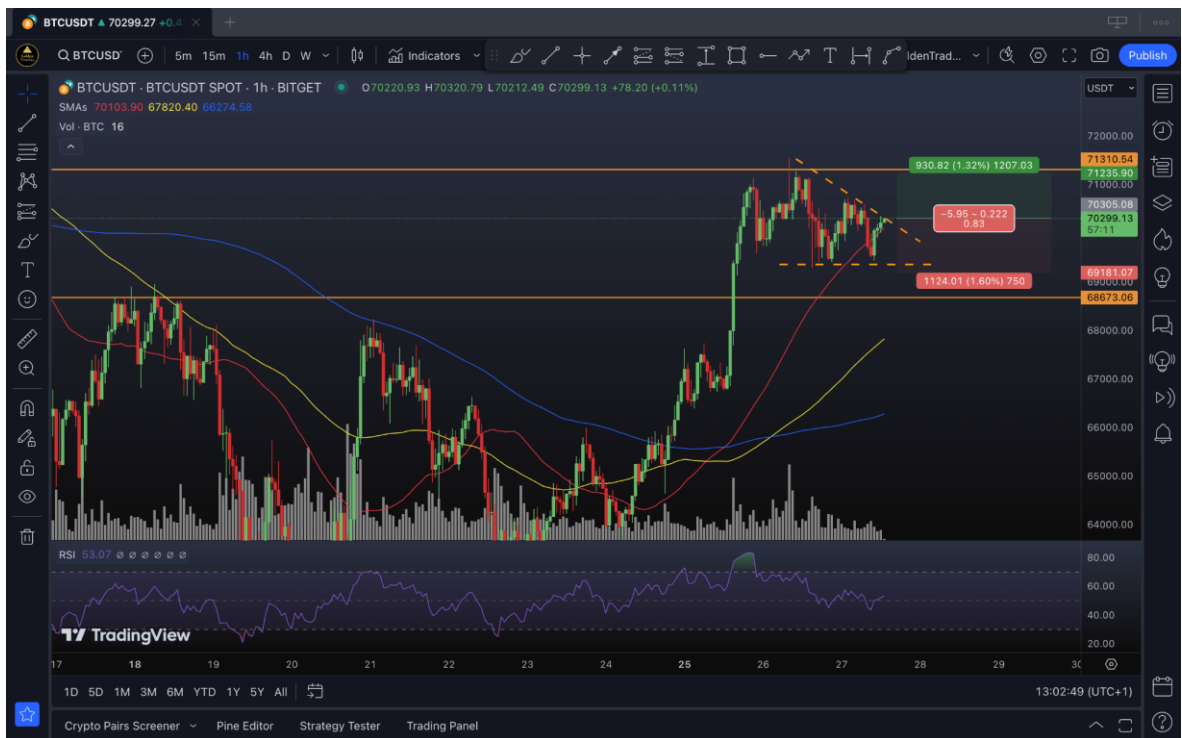 BTCUSDT ▲ 70299.27 +0.4
BTCUSD
5m 15m 1h 4h D W
Indicators
IdenTrad...
Publish
BTCUSDT · BTCUSDT SPOT · 1h · BITGET O70220.93 H70320.79 L70212.49 C70299.13 +78.20 (+0.11%)
USDT
SMAs 70103.90 67820.40 66274.58
Vol · BTC 16
72000.00
71310.54
930.82 (1.32%) 1207.03
71235.90
71000.00
70305.08
−5.95 ~ 0.222
0.83
70299.13
57:11
69181.07
1124.01 (1.60%) 750
69000.00
68673.06
68000.00
67000.00
66000.00
65000.00
64000.00
RSI 53.07 ø ø ø ø ø ø
80.00
60.00
40.00
20.00
TradingView
17 18 19 20 21 22 23 24 25 26 27 28 29 30
1D 5D 1M 3M 6M YTD 1Y 5Y All
13:02:49 (UTC+1)
Crypto Pairs Screener Pine Editor Strategy Tester Trading Panel